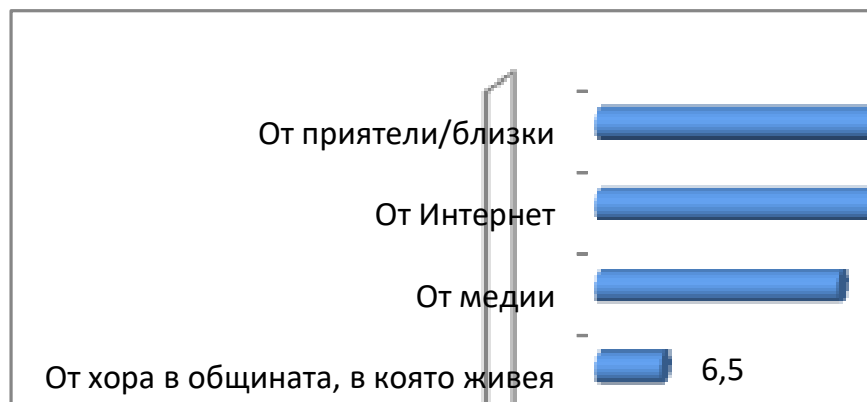 От приятели/близки
От Интернет
От медии
От хора в общината, в която живея 6,5